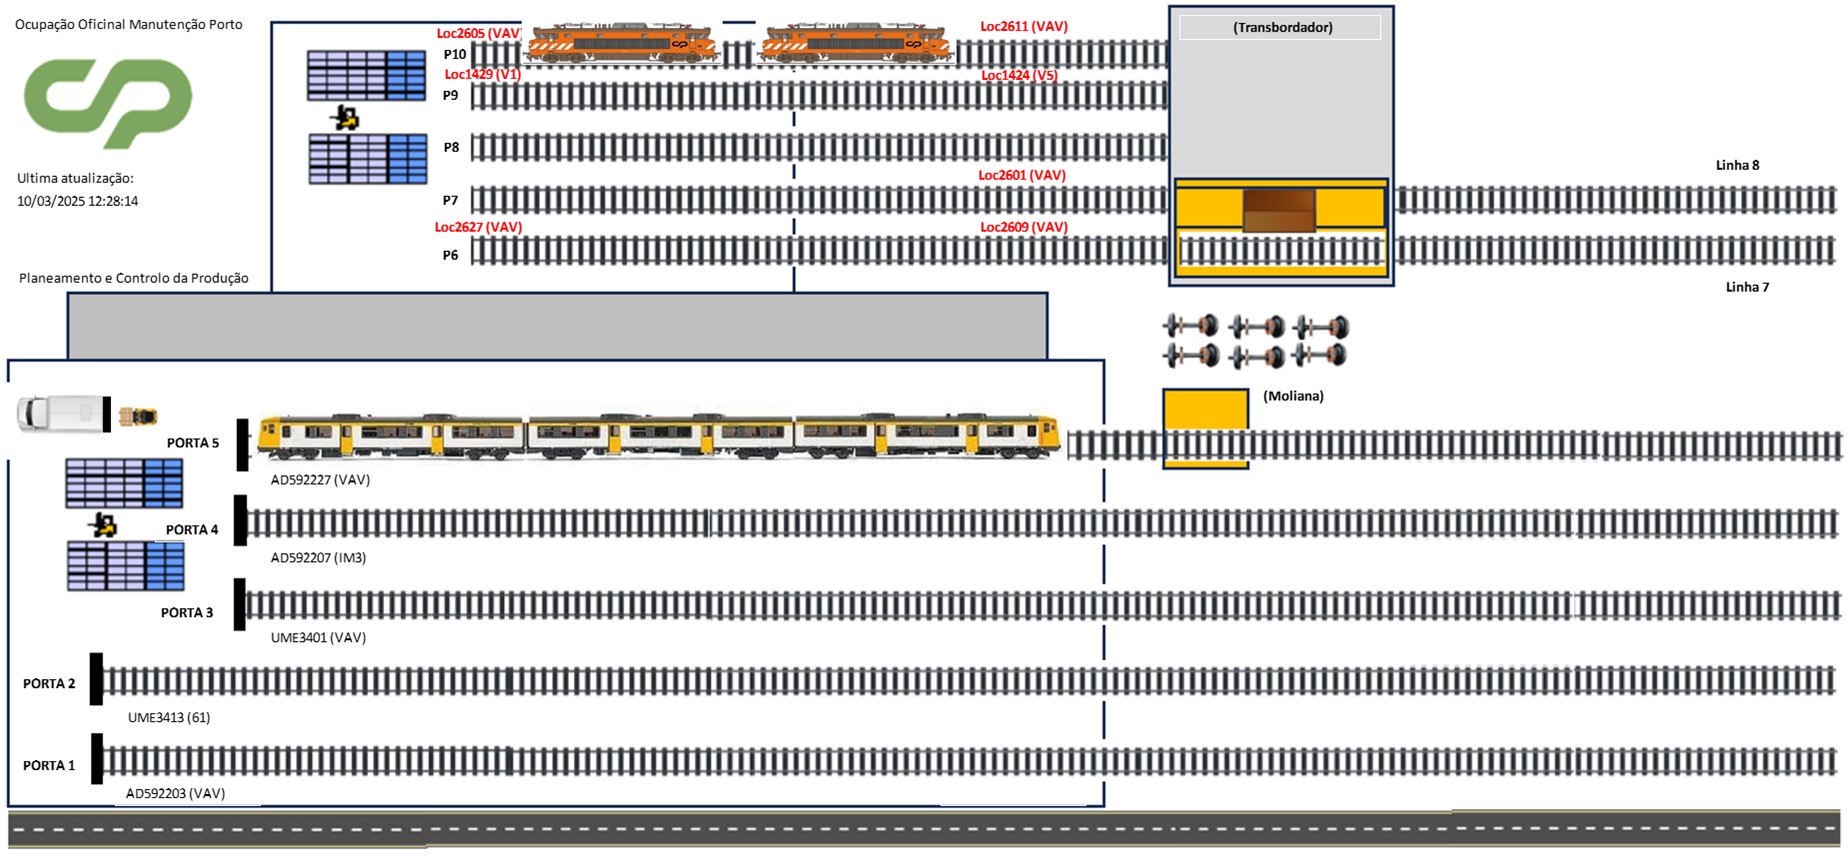 Ocupação Oficinal Manutenção Porto
cp
Ultima atualização:
10/03/2025 12:28:14
Planeamento e Controlo da Produção
Loc2605 (VAV)
Loc2611 (VAV)
P10
Loc1429 (V1)
Loc1424 (V5)
P9
P8
Loc2601 (VAV)
P7
Loc2627 (VAV)
Loc2609 (VAV)
P6
(Transbordador)
Linha 8
Linha 7
(Moliana)
PORTA 5
AD592227 (VAV)
PORTA 4
AD592207 (IM3)
PORTA 3
UME3401 (VAV)
PORTA 2
UME3413 (61)
PORTA 1
AD592203 (VAV)